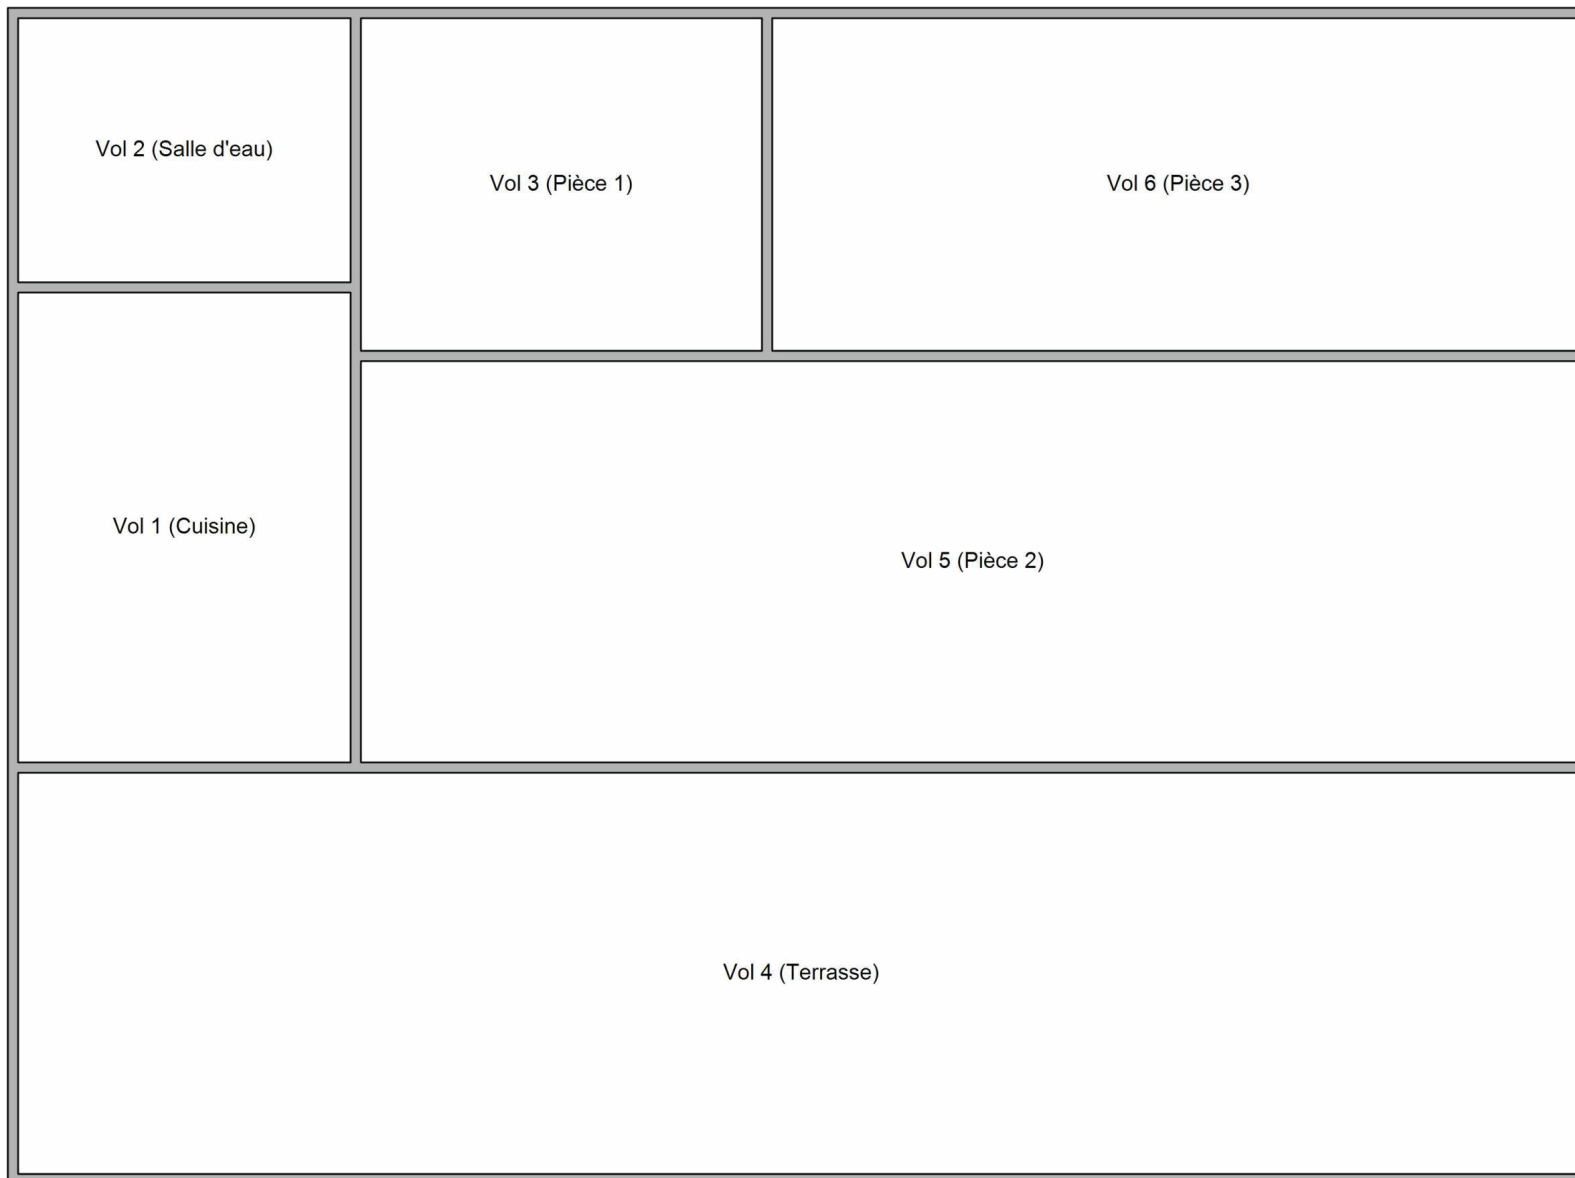 Vol 2 (Salle d'eau)
Vol 3 (Pièce 1)
Vol 6 (Pièce 3)
Vol 1 (Cuisine)
Vol 5 (Pièce 2)
Vol 4 (Terrasse)